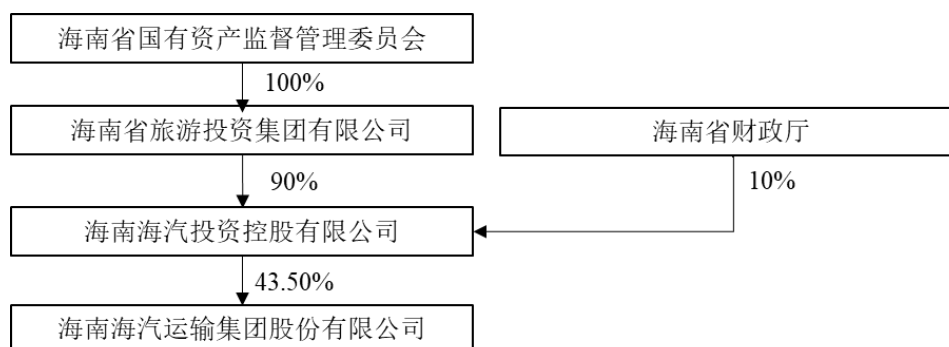 海南省国有资产监督管理委员会
100%
海南省旅游投资集团有限公司
海南省财政厅
90%
10%
海南海汽投资控股有限公司
43.50%
海南海汽运输集团股份有限公司